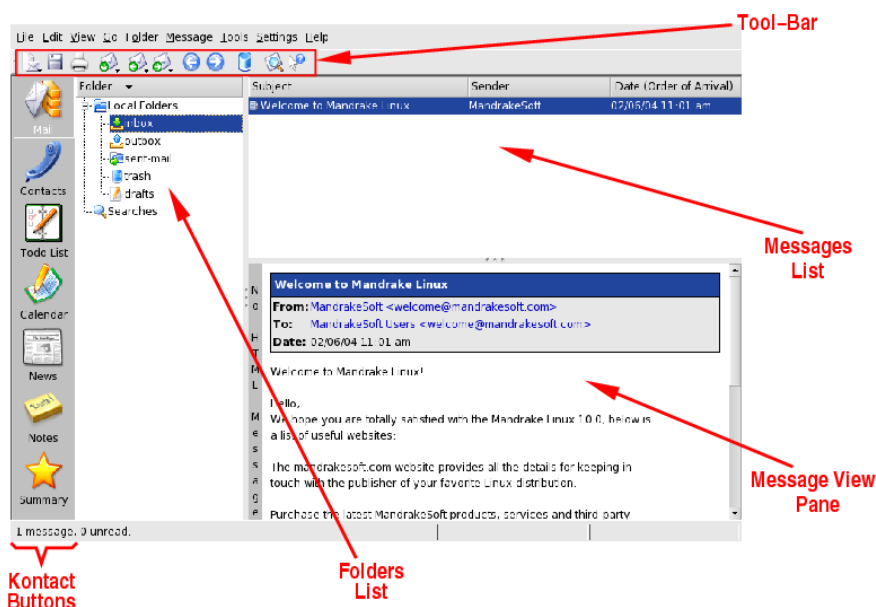 Tool-Bar
File Edit View Go Folder Message Tools Settings Help
Folder
Subject Sender Date (Order of Arrival)
Local Folders
Welcome to Mandrake Linux MandrakeSoft 02/06/04 11:01 am
Mail
inbox
outbox
sent-mail
trash
Contacts
drafts
Searches
Todo List
Messages
List
Calendar
News
Notes
Summary
No HTML Message
Welcome to Mandrake Linux
From: MandrakeSoft <welcome@mandrakesoft.com>
To: MandrakeSoft Users <welcome@mandrakesoft.com>
Date: 02/06/04 11:01 am
Welcome to Mandrake Linux!
Hello,
We hope you are totally satisfied with the Mandrake Linux 10.0, below is
a list of useful websites:
The mandrakesoft.com website provides all the details for keeping in
touch with the publisher of your favorite Linux distribution.
Purchase the latest MandrakeSoft products, services and third-party
Message View
Pane
1 message, 0 unread.
Kontact
Buttons
Folders
List